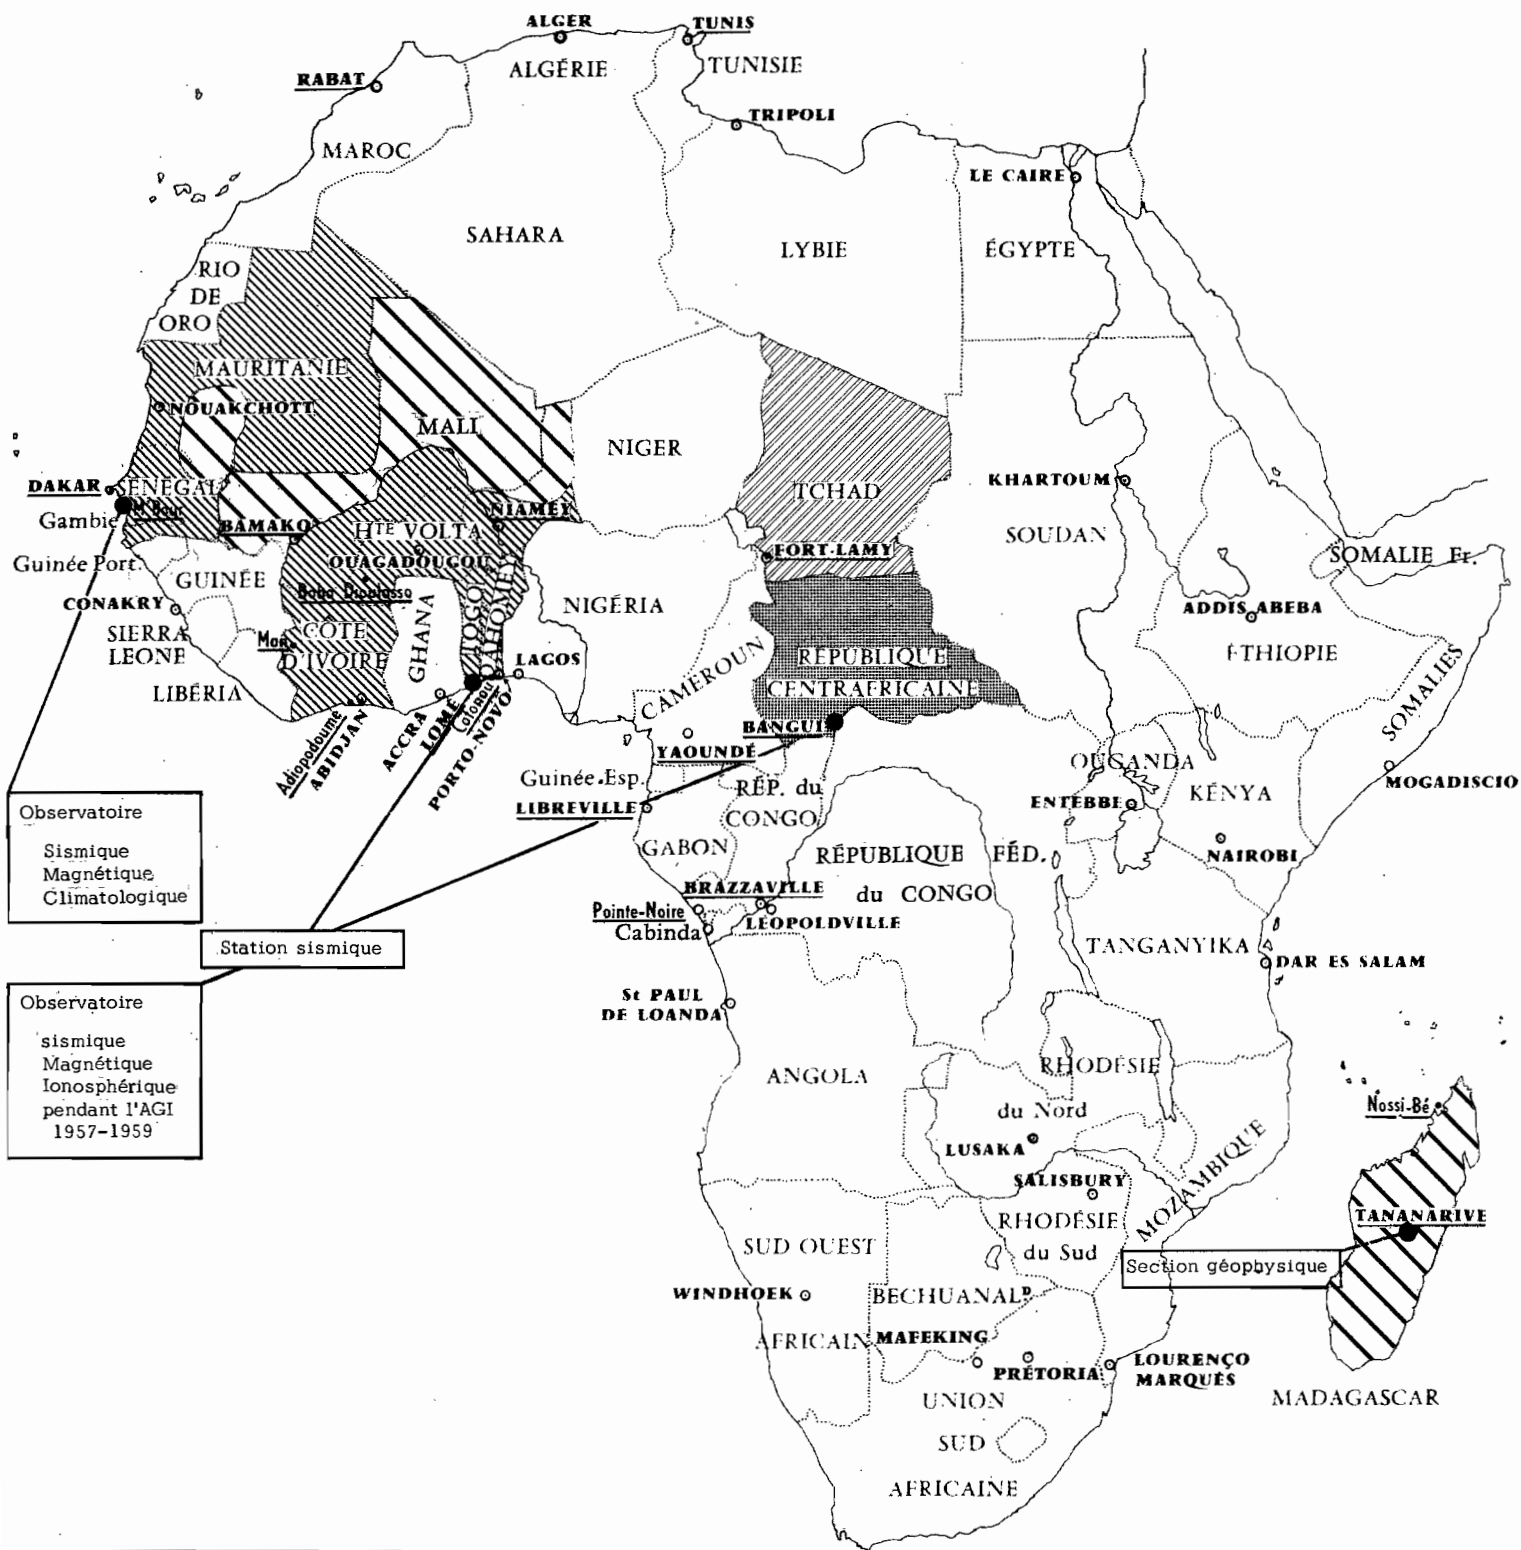 ALGER
TUNIS
ALGÉRIE
TUNISIE
RABAT
TRIPOLI
MAROC
LE CAIRE
SAHARA
LYBIE
ÉGYPTE
RIO
DE
ORO
MAURITANIE
NOUAKCHOTT
MALI
NIGER
TCHAD
KHARTOUM
SOUDAN
DAKAR
SÉNÉGAL
M'Bour
Gambie
BAMAKO
NIAMEY
HTE VOLTA
OUAGADOUGOU
FORT-LAMY
SOMALIE Fr.
Guinée Port.
GUINÉE
Bobo Dioulasso
NIGÉRIA
CONAKRY
ADDIS ABEBA
SIERRA
LEONE
Man
CÔTE
D'IVOIRE
GHANA
TOGO
DAHOMEY
ÉTHIOPIE
LIBÉRIA
LAGOS
CAMEROUN
RÉPUBLIQUE
CENTRAFRICAINE
SOMALIES
Adiopodoume
ABIDJAN
ACCRA
LOMÉ
Cotonou
PORTO-NOVO
BANGUI
YAOUNDÉ
OUGANDA
Guinée Esp.
RÉP. du
CONGO
KÉNYA
MOGADISCIO
LIBREVILLE
ENTEBBE
Observatoire
Sismique
Magnétique
Climatologique
GABON
RÉPUBLIQUE FÉD.
du CONGO
NAIROBI
BRAZZAVILLE
Pointe-Noire
Cabinda
LÉOPOLDVILLE
Station sismique
TANGANYIKA
DAR ES SALAM
Observatoire
sismique
Magnétique
Ionosphérique
pendant l'AGI
1957-1959
St PAUL
DE LOANDA
ANGOLA
RHODÉSIE
du Nord
Nossi-Bé
LUSAKA
MOZAMBIQUE
SALISBURY
RHODÉSIE
du Sud
TANANARIVE
SUD OUEST
Section géophysique
WINDHOEK
BECHUANALD
AFRICAIN
MAFEKING
PRÉTORIA
LOURENÇO
MARQUÈS
UNION
MADAGASCAR
SUD
AFRICAINE